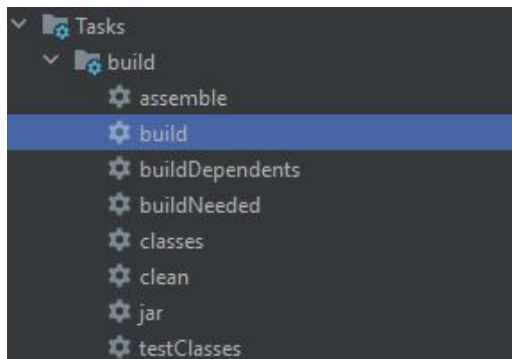 Tasks
build
assemble
build
buildDependents
buildNeeded
classes
clean
jar
testClasses